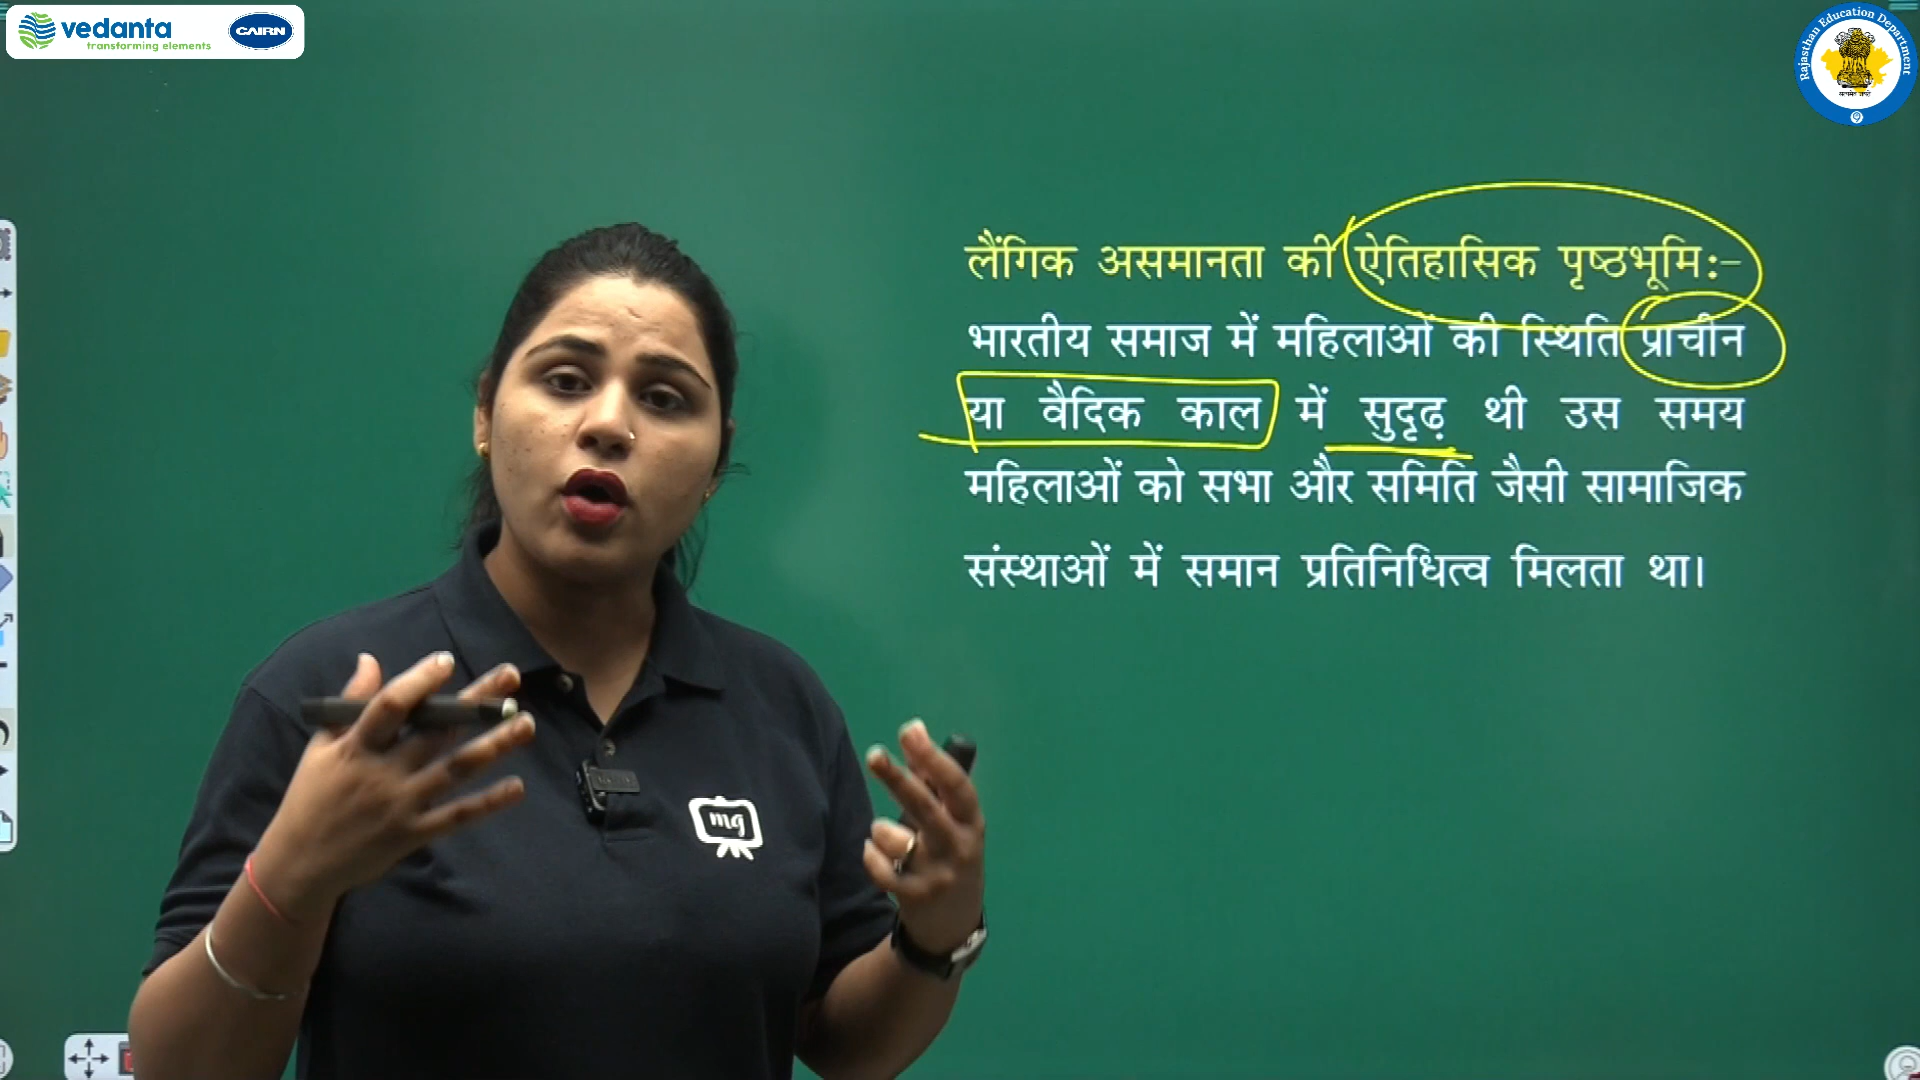 vedanta
transforming elements
CAIRN
Rajasthan Education Department
लैंगिक असमानता की ऐतिहासिक पृष्ठभूमि:-
भारतीय समाज में महिलाओं की स्थिति प्राचीन
या वैदिक काल में सुदृढ़ थी उस समय
महिलाओं को सभा और समिति जैसी सामाजिक
संस्थाओं में समान प्रतिनिधित्व मिलता था।
mg